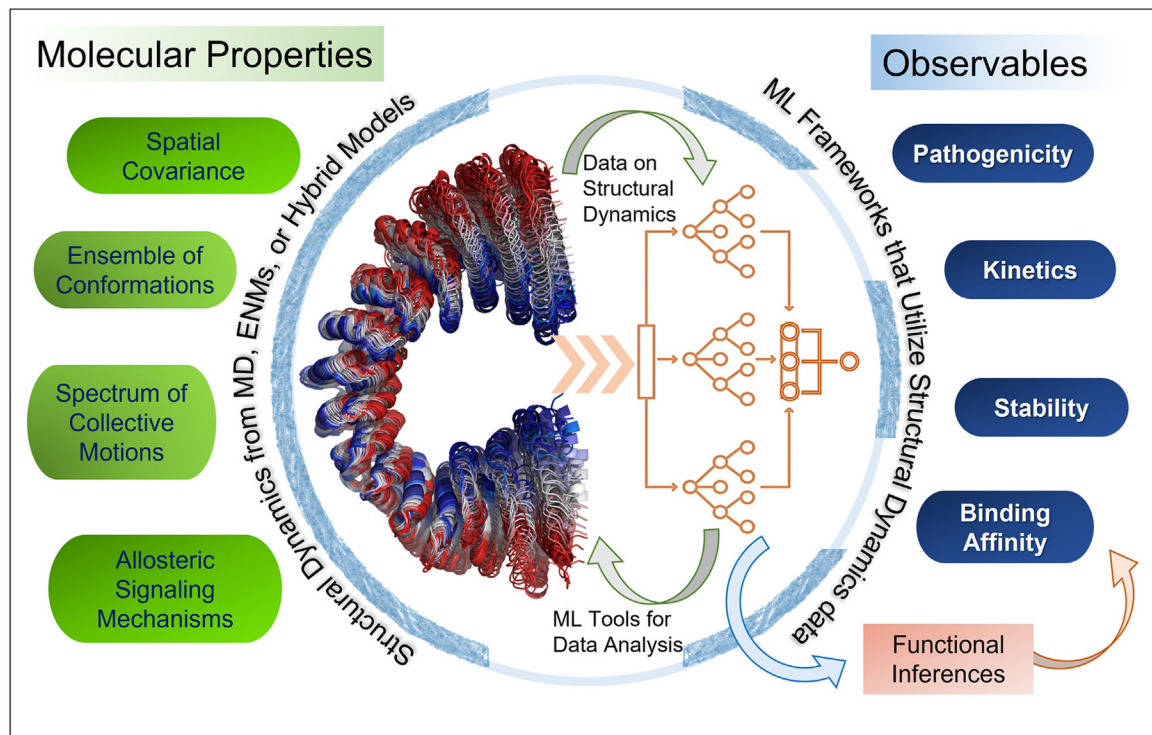 Molecular Properties
Observables
Spatial
Covariance
Ensemble of
Conformations
Spectrum of
Collective
Motions
Allosteric
Signaling
Mechanisms
Structural Dynamics from MD, ENMs, or Hybrid Models
Data on
Structural
Dynamics
ML Tools for
Data Analysis
ML Frameworks that Utilize Structural Dynamics data
Pathogenicity
Kinetics
Stability
Binding
Affinity
Functional
Inferences